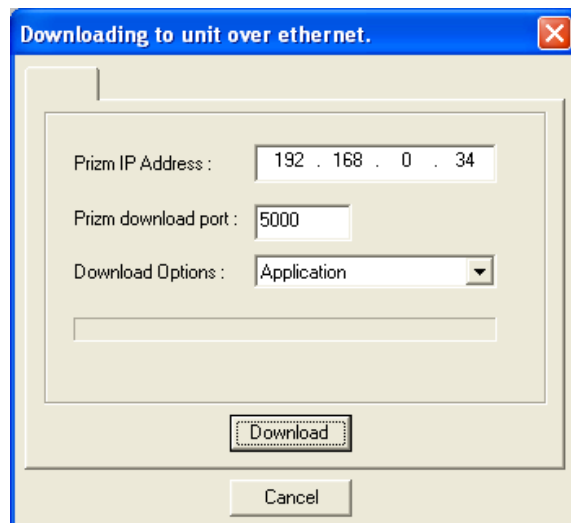 Downloading to unit over ethernet.
Prizm IP Address : 192 . 168 . 0 . 34
Prizm download port : 5000
Download Options : Application
Download
Cancel